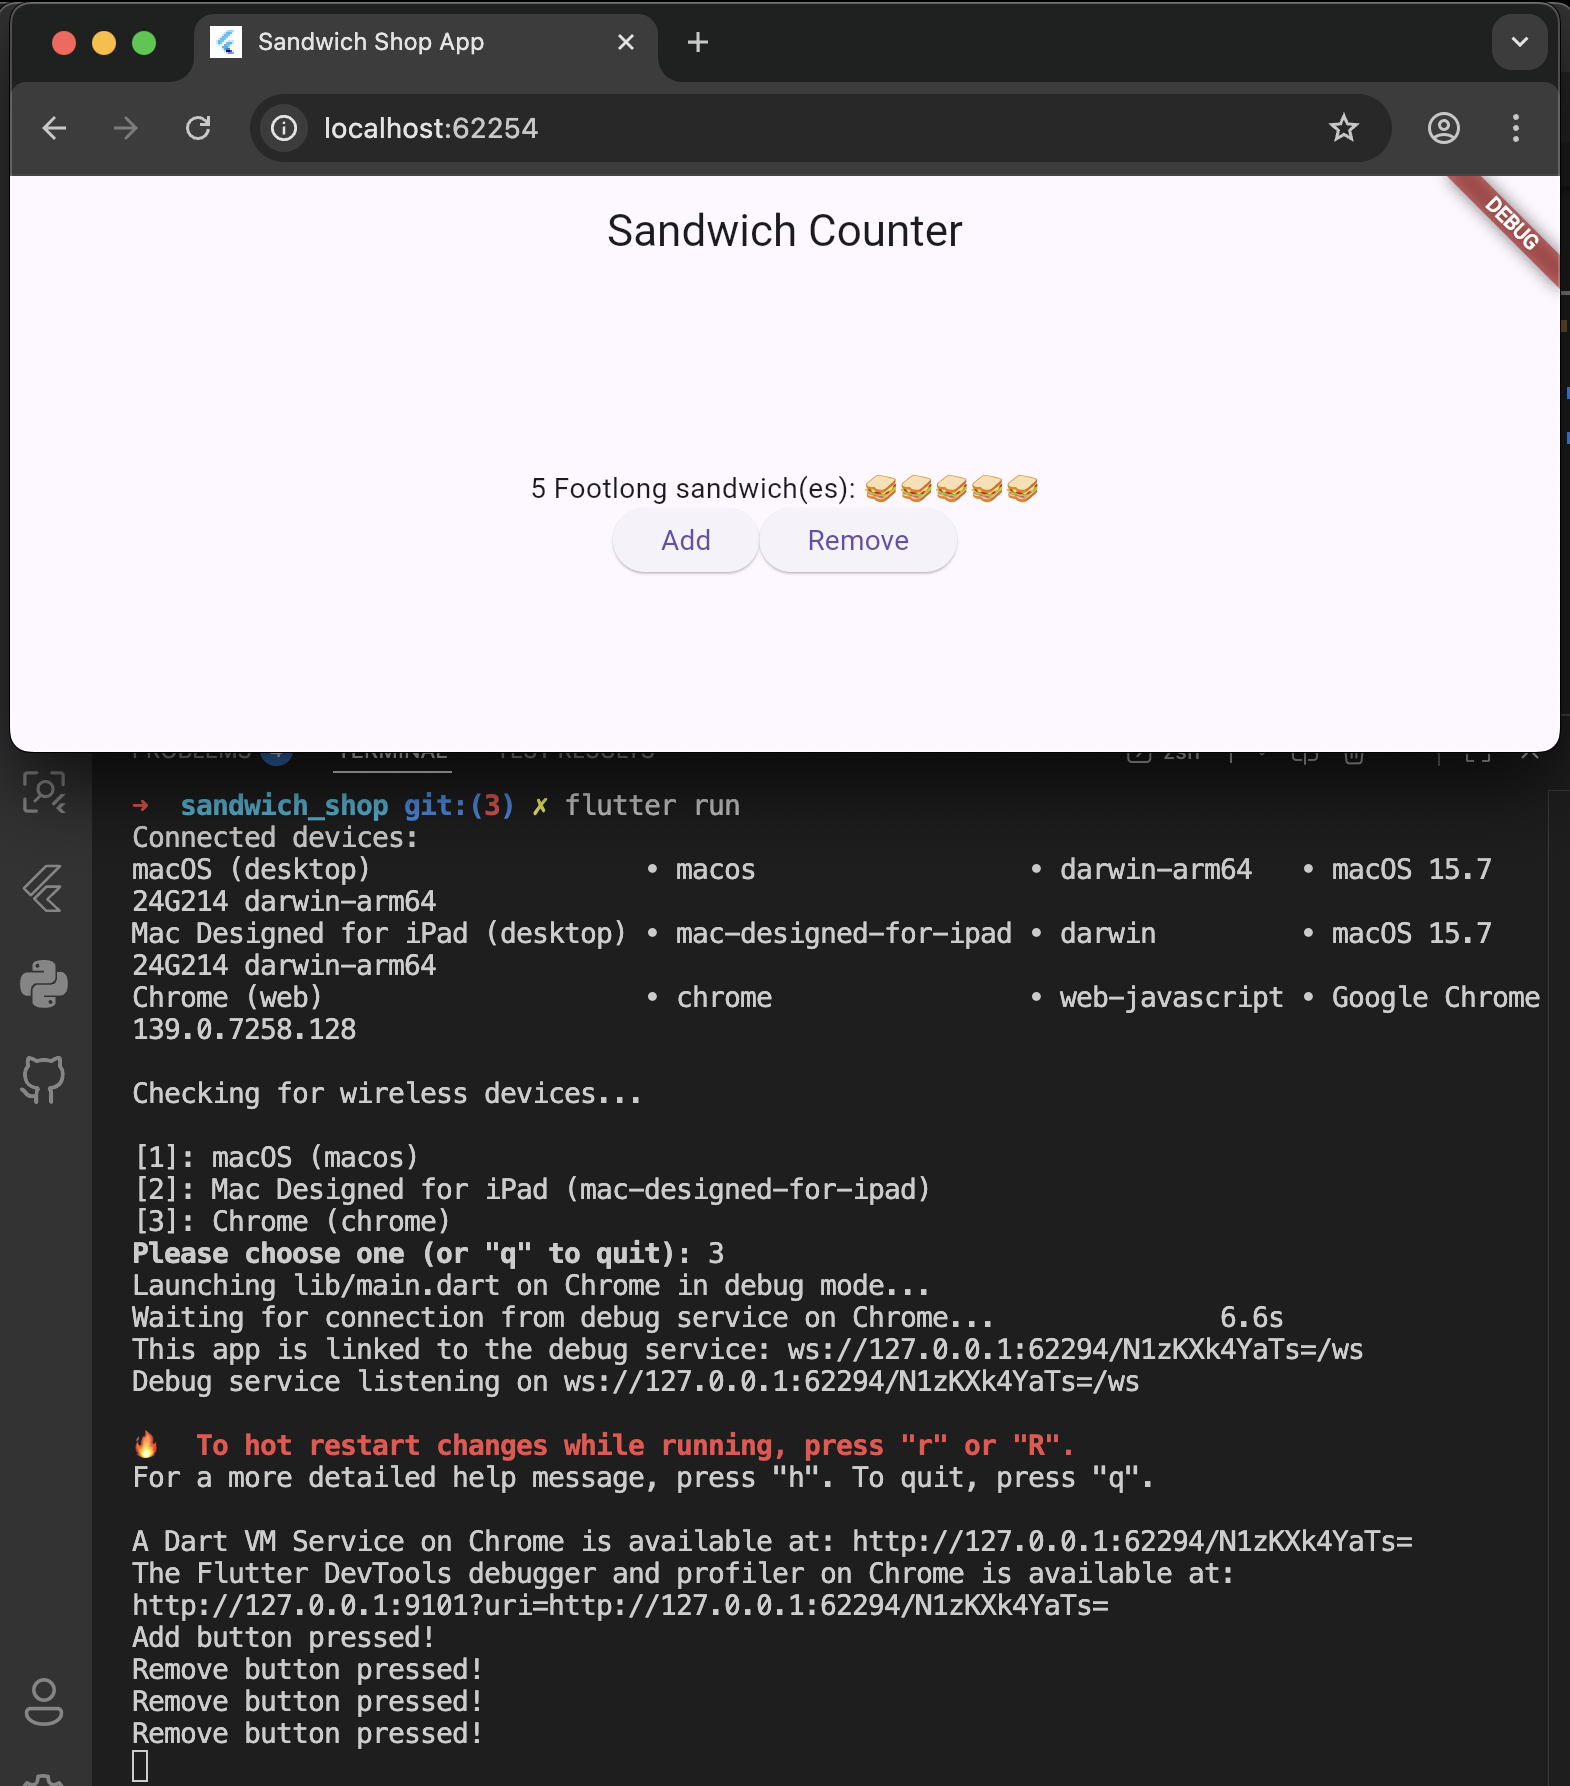 Sandwich Shop App
localhost:62254
Sandwich Counter
DEBUG
5 Footlong sandwich(es): 🥪🥪🥪🥪🥪
Add
Remove
PROBLEMS 4 TERMINAL TEST RESULTS zsh
➜ sandwich_shop git:(3) ✗ flutter run
Connected devices:
macOS (desktop) • macos • darwin-arm64 • macOS 15.7
24G214 darwin-arm64
Mac Designed for iPad (desktop) • mac-designed-for-ipad • darwin • macOS 15.7
24G214 darwin-arm64
Chrome (web) • chrome • web-javascript • Google Chrome
139.0.7258.128
Checking for wireless devices...
[1]: macOS (macos)
[2]: Mac Designed for iPad (mac-designed-for-ipad)
[3]: Chrome (chrome)
Please choose one (or "q" to quit): 3
Launching lib/main.dart on Chrome in debug mode...
Waiting for connection from debug service on Chrome... 6.6s
This app is linked to the debug service: ws://127.0.0.1:62294/N1zKXk4YaTs=/ws
Debug service listening on ws://127.0.0.1:62294/N1zKXk4YaTs=/ws
🔥 To hot restart changes while running, press "r" or "R".
For a more detailed help message, press "h". To quit, press "q".
A Dart VM Service on Chrome is available at: http://127.0.0.1:62294/N1zKXk4YaTs=
The Flutter DevTools debugger and profiler on Chrome is available at:
http://127.0.0.1:9101?uri=http://127.0.0.1:62294/N1zKXk4YaTs=
Add button pressed!
Remove button pressed!
Remove button pressed!
Remove button pressed!